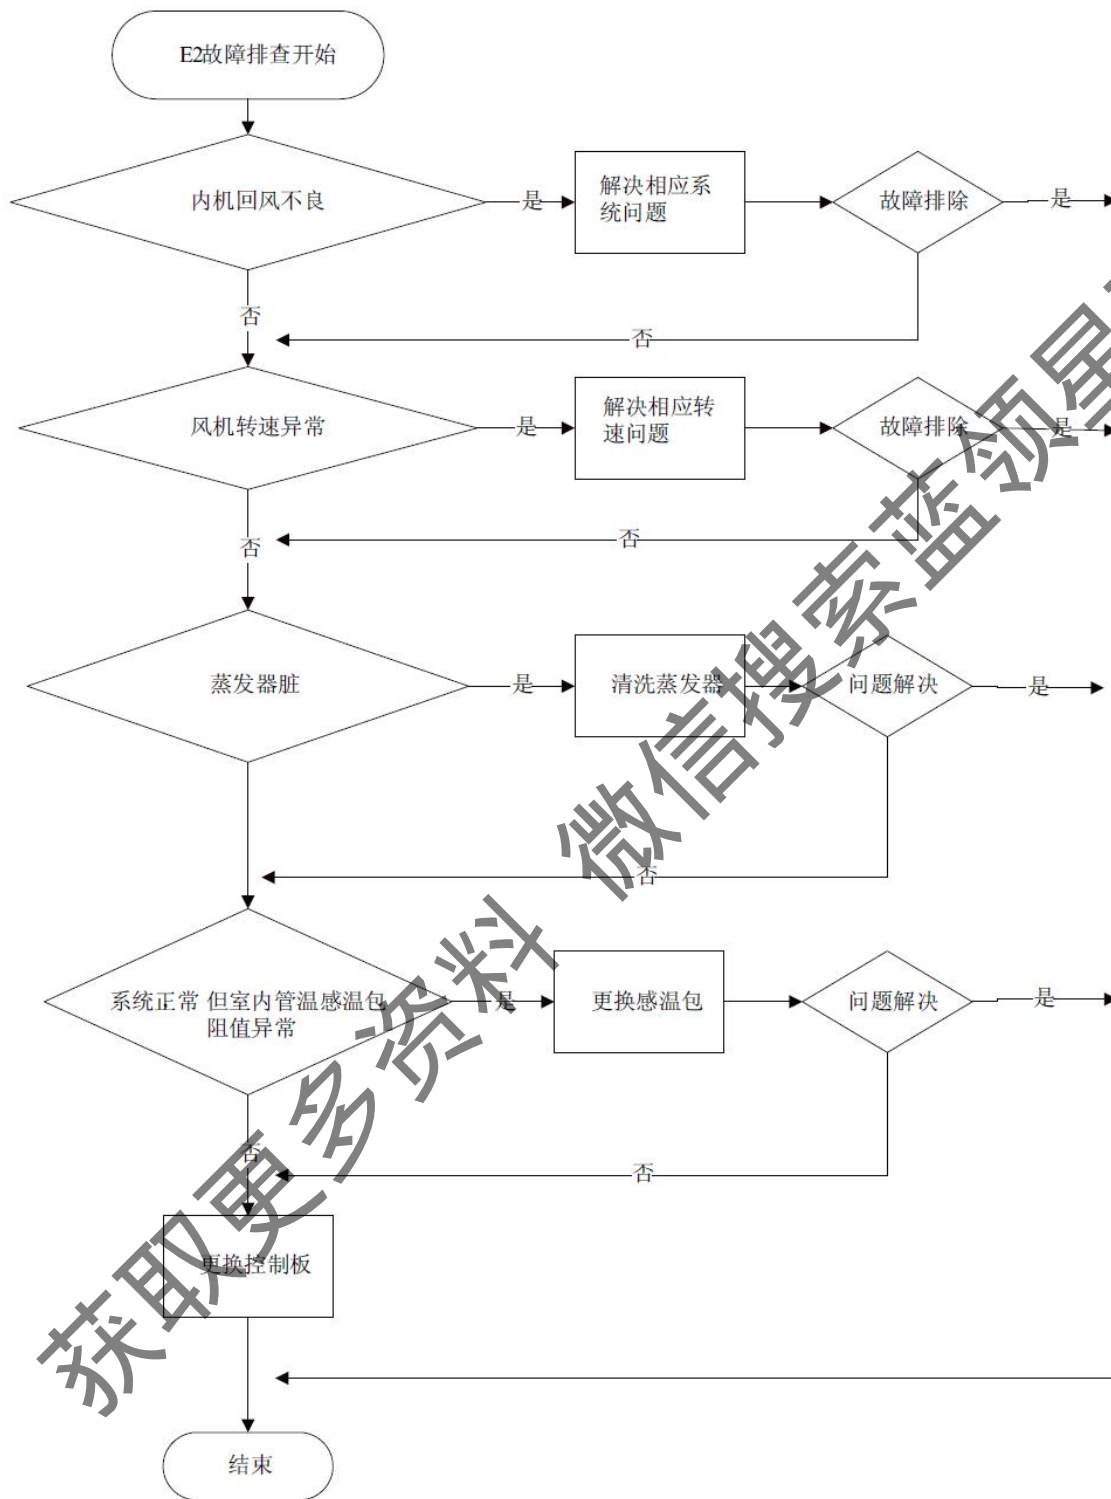 E2故障排查开始
内机回风不良
是
解决相应系
统问题
故障排除
是
否
否
风机转速异常
是
解决相应转
速问题
故障排除
是
否
否
蒸发器脏
是
清洗蒸发器
问题解决
是
否
系统正常 但室内管温感温包
阻值异常
是
更换感温包
问题解决
是
否
否
更换控制板
结束
获取更多资料 微信搜索蓝领星